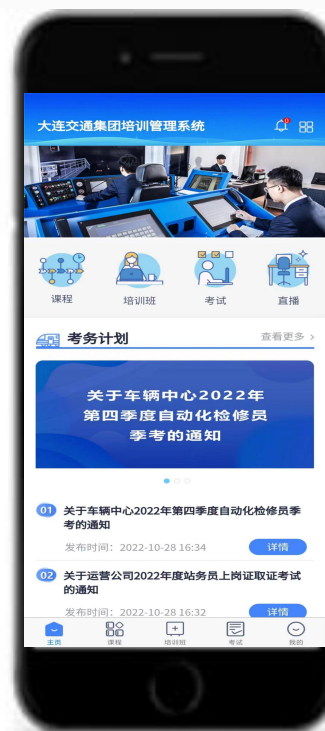 大连交通集团培训管理系统
课程
培训班
考试
直播
考务计划
查看更多 >
关于车辆中心2022年
第四季度自动化检修员
季考的通知
01 关于车辆中心2022年第四季度自动化检修员季
考的通知
发布时间：2022-10-28 16:34
详情
02 关于运营公司2022年度站务员上岗证取证考试
的通知
发布时间：2022-10-28 16:32
详情
主页
课程
培训班
考试
我的